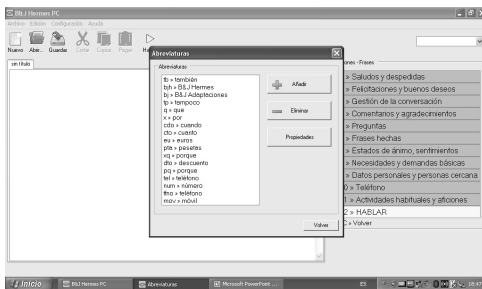 B&J Hermes PC
Archivo Edición Configuración Ayuda
Nuevo Abrir... Guardar Cortar Copiar Pegar
sin título
Abreviaturas
Abreviaturas
tb » también
bjh » B&J Hermes
bj » B&J Adaptaciones
tp » tampoco
q » que
x » por
cdo » cuando
cto » cuanto
eu » euros
pta » pesetas
xq » porque
dto » descuento
pq » porque
tel » teléfono
num » número
tfno » teléfono
mov » móvil
Añadir
Eliminar
Propiedades
Volver
ones - Frases
» Saludos y despedidas
» Felicitaciones y buenos deseos
» Gestión de la conversación
» Comentarios y agradecimientos
» Preguntas
» Frases hechas
» Estados de ánimo, sentimientos
» Necesidades y demandas básicas
» Datos personales y personas cercana
0 » Teléfono
1 » Actividades habituales y aficiones
2 » HABLAR
C » Volver
Inicio
B&J Hermes PC
Abreviaturas
Microsoft PowerPoint ...
ES
18:47